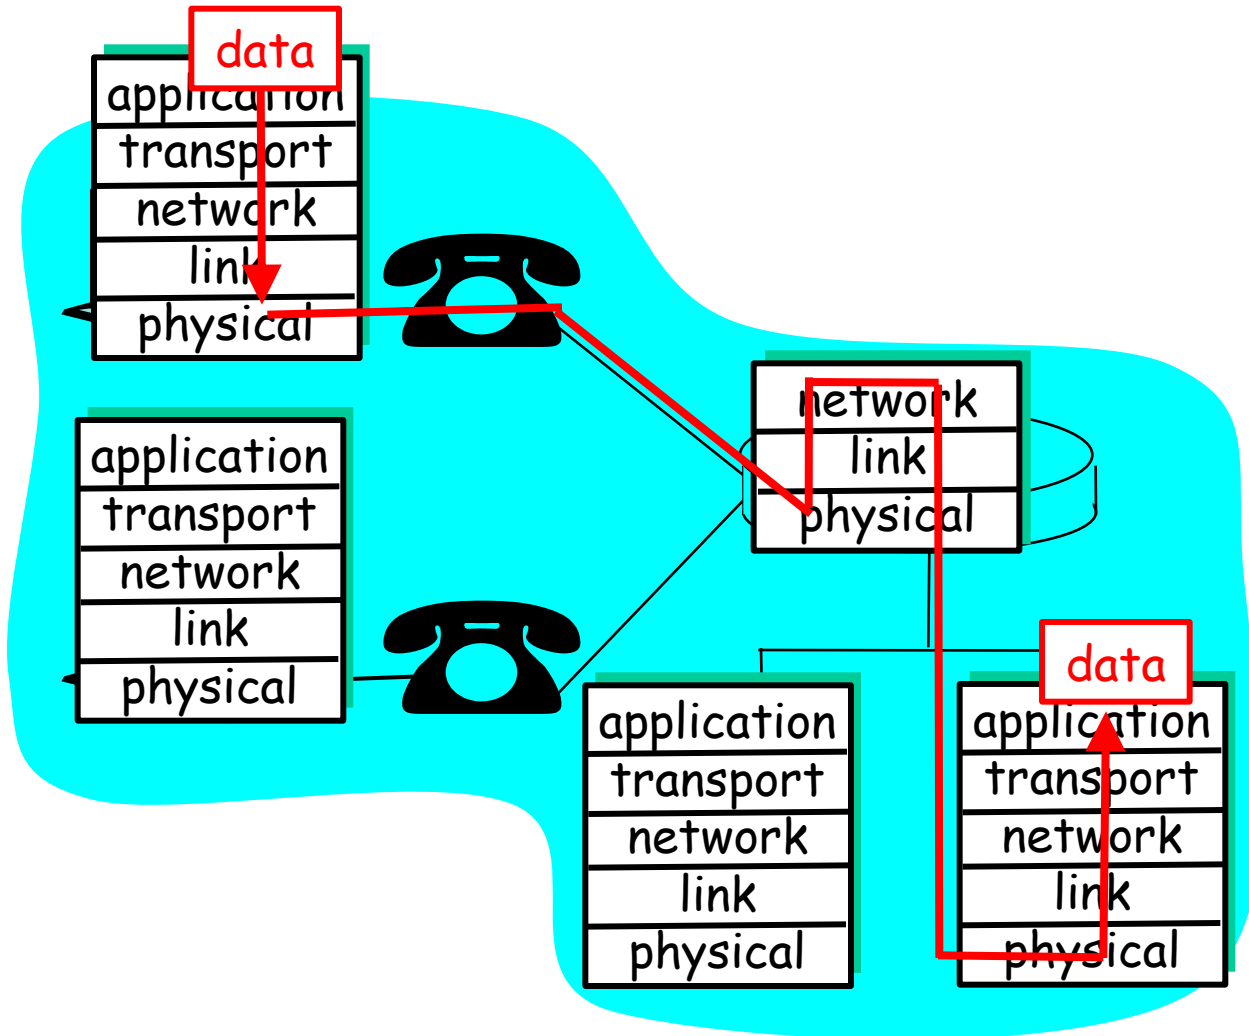 data
application
transport
network
link
physical
application
transport
network
link
physical
network
link
physical
application
transport
network
link
physical
data
application
transport
network
link
physical